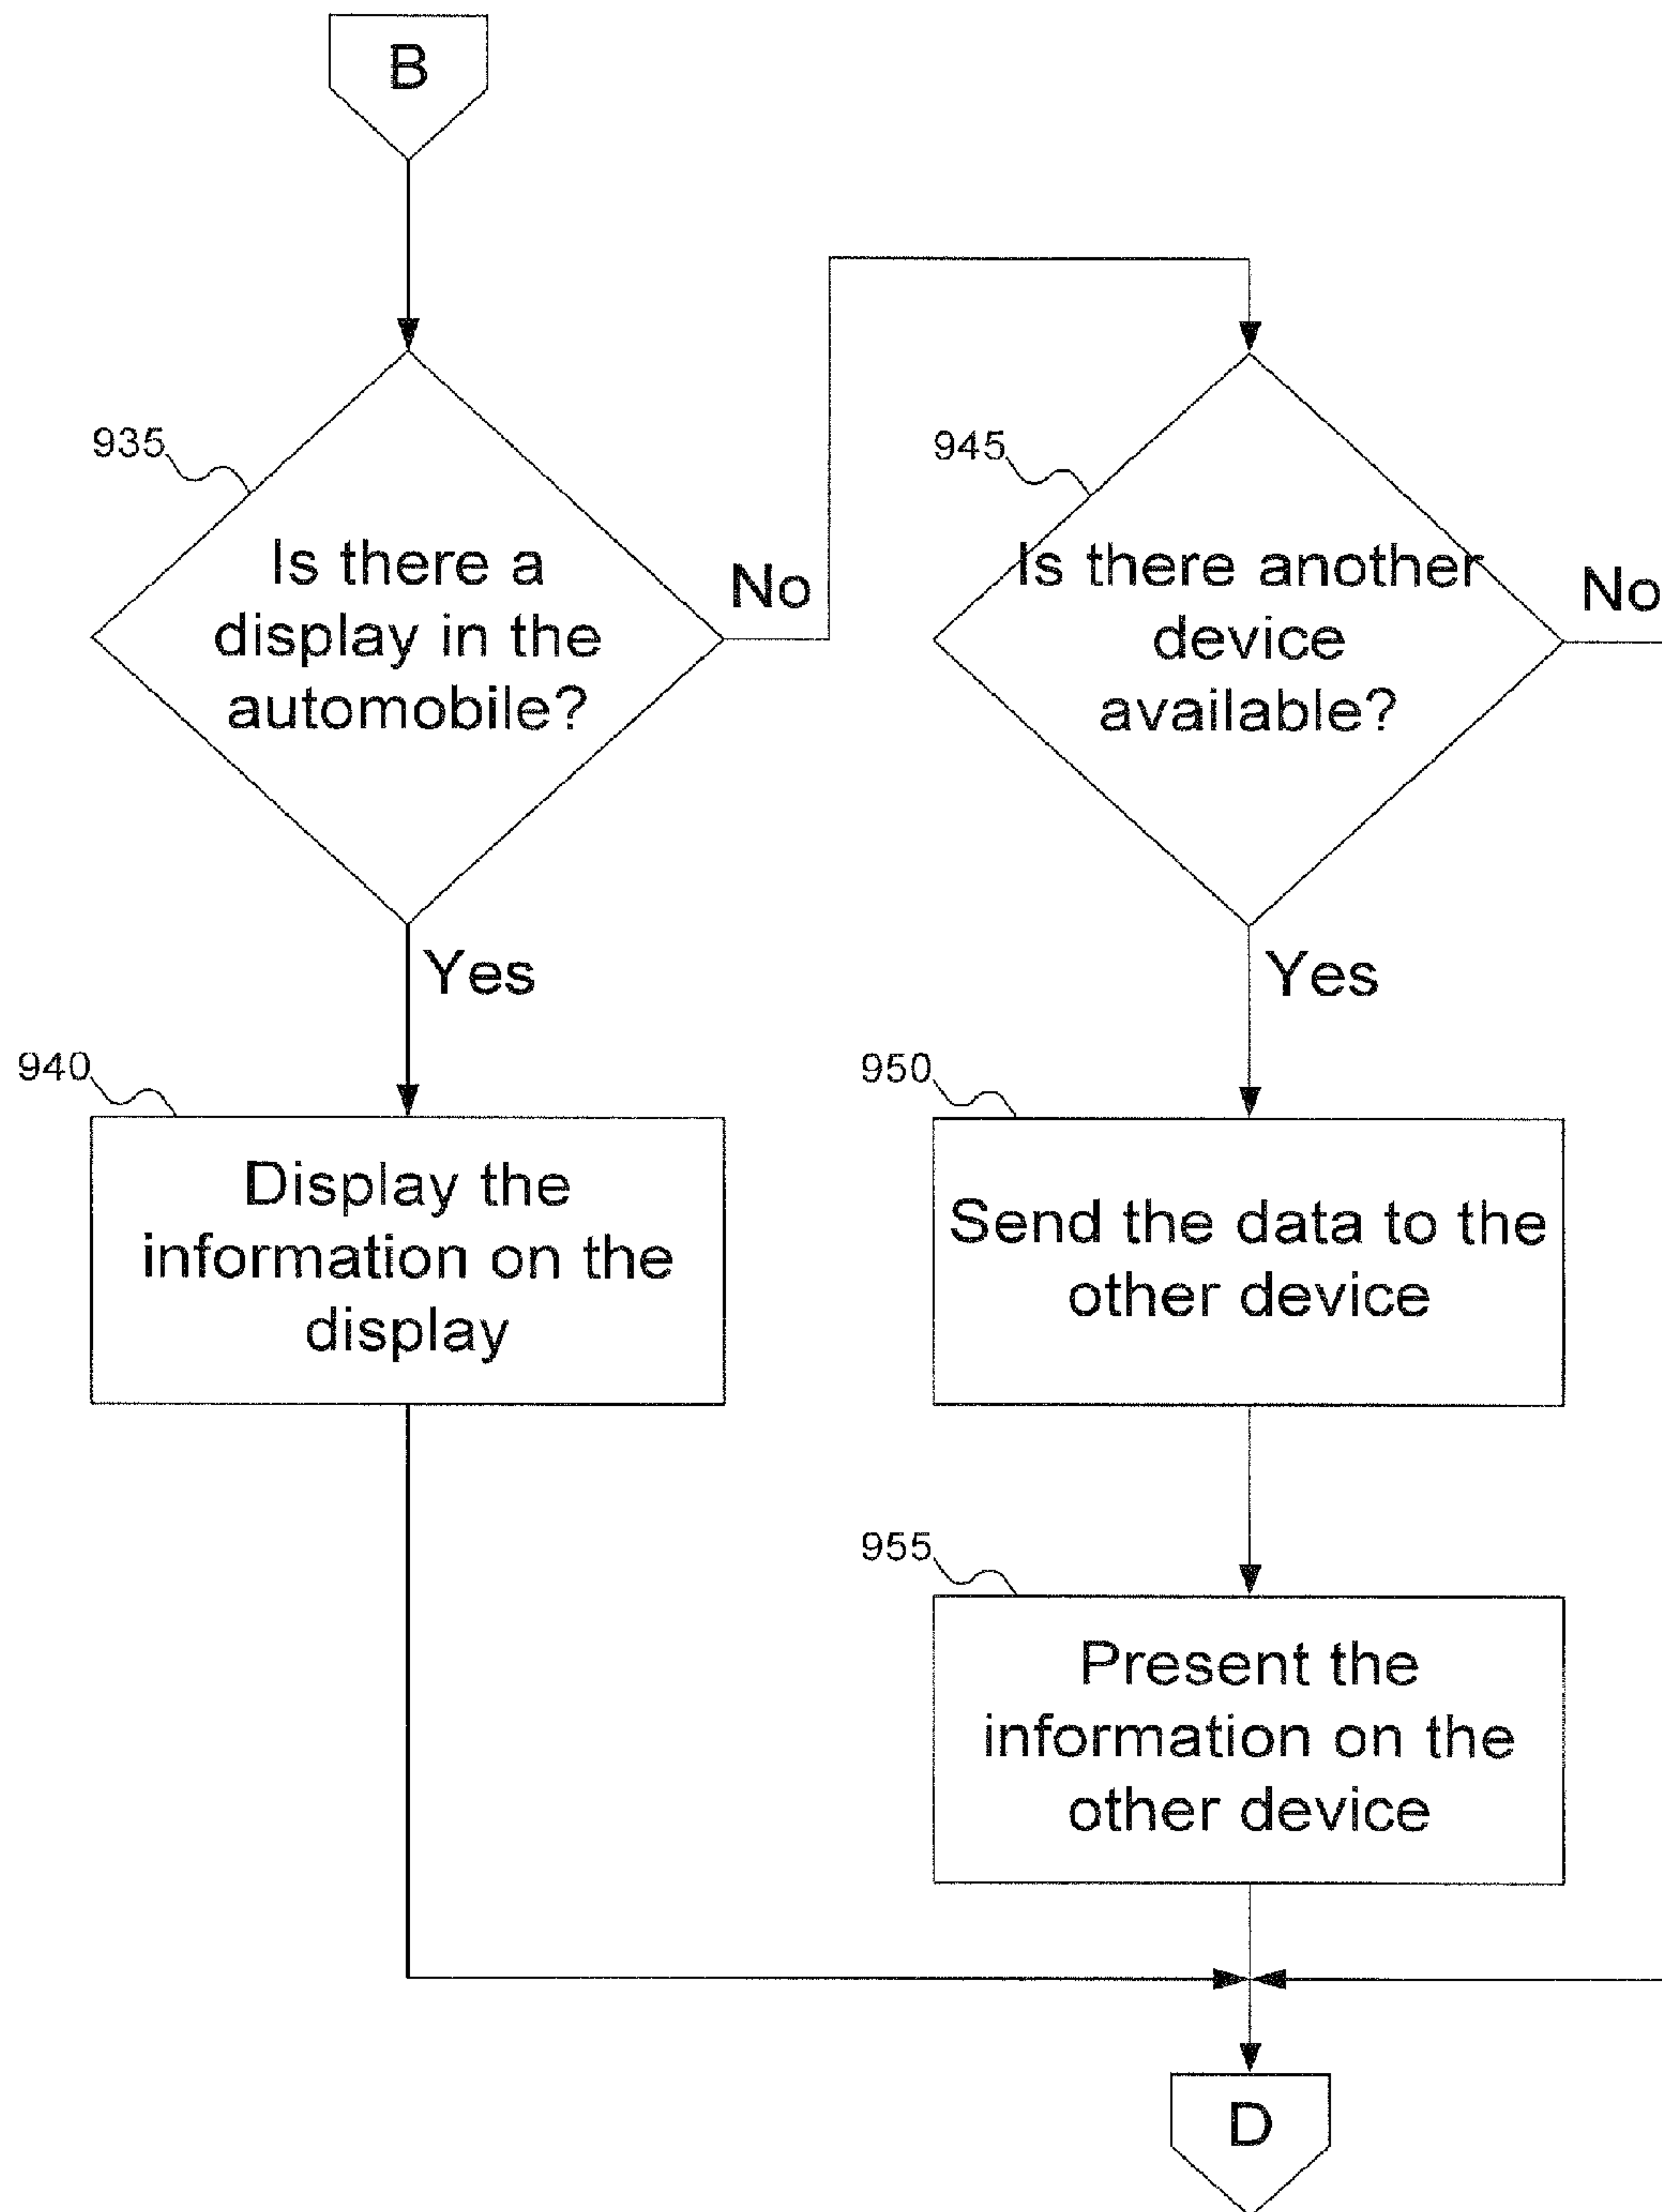 B
935
Is there a
display in the
automobile?
No
945
Is there another
device
available?
No
Yes
Yes
940
Display the
information on the
display
950
Send the data to the
other device
955
Present the
information on the
other device
D